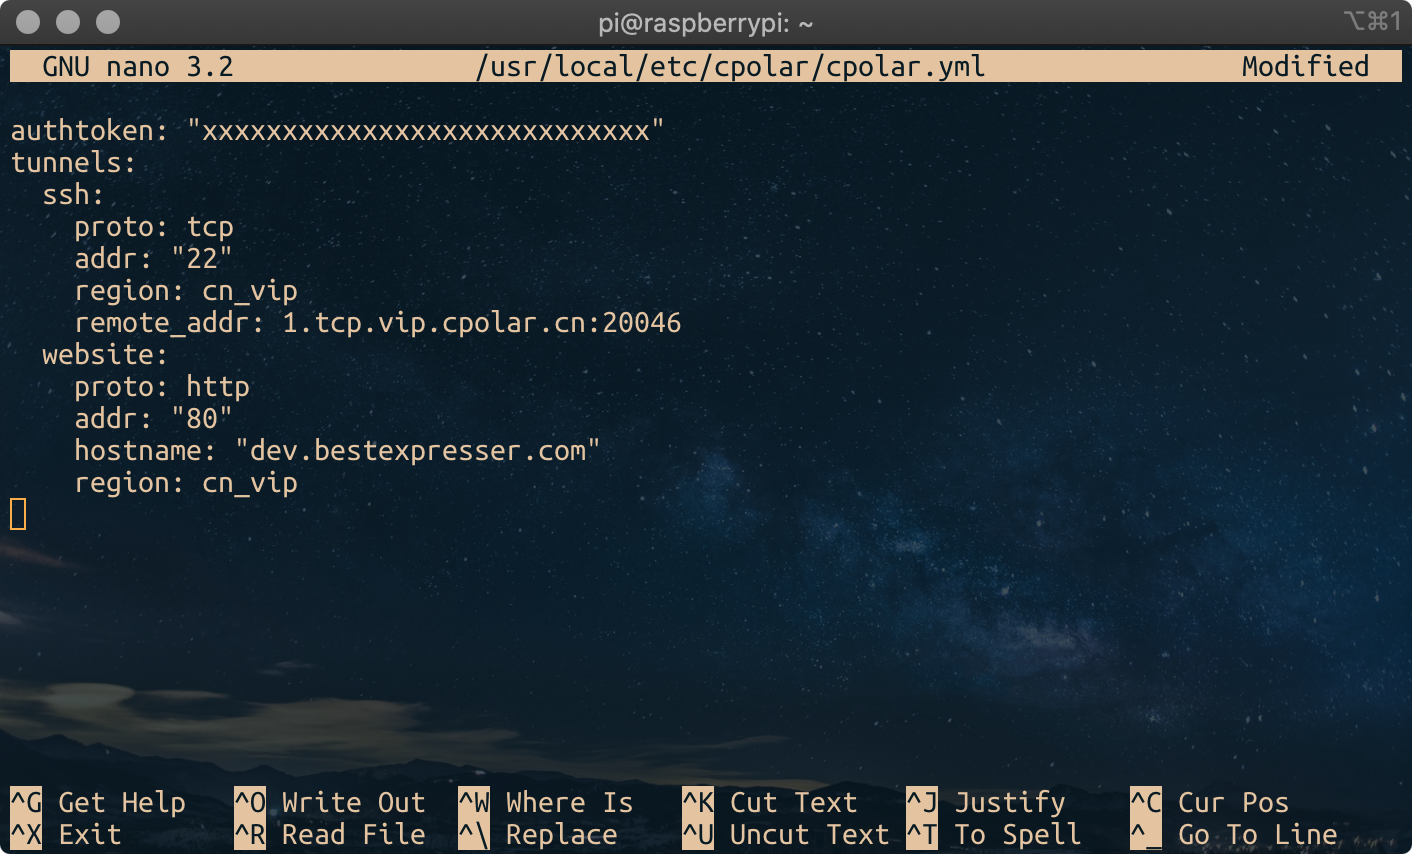 pi@raspberrypi: ~ ⌥⌘1
GNU nano 3.2 /usr/local/etc/cpolar/cpolar.yml Modified
authtoken: "xxxxxxxxxxxxxxxxxxxxxxxxxxxx"
tunnels:
  ssh:
    proto: tcp
    addr: "22"
    region: cn_vip
    remote_addr: 1.tcp.vip.cpolar.cn:20046
  website:
    proto: http
    addr: "80"
    hostname: "dev.bestexpresser.com"
    region: cn_vip
^G Get Help ^O Write Out ^W Where Is ^K Cut Text ^J Justify ^C Cur Pos
^X Exit ^R Read File ^\ Replace ^U Uncut Text ^T To Spell ^_ Go To Line